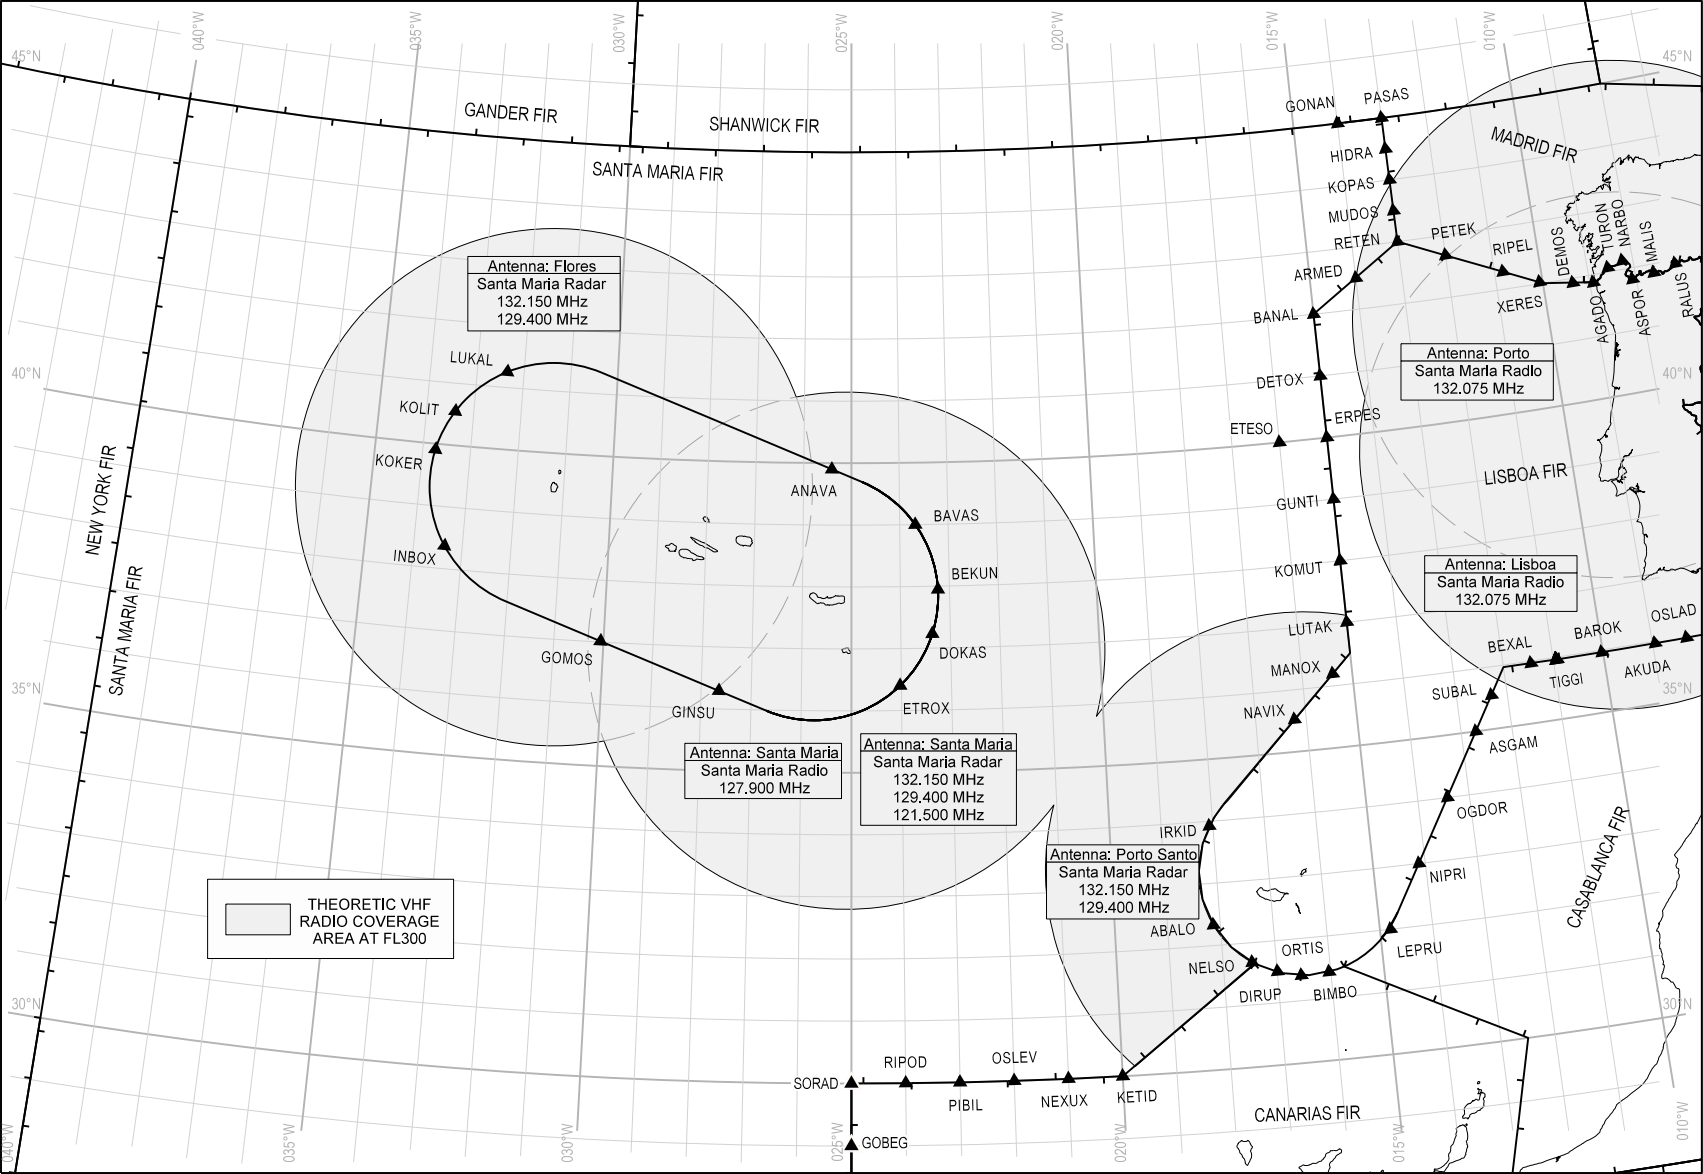 040°W
035°W
030°W
025°W
020°W
015°W
010°W
45°N
45°N
GANDER FIR
SHANWICK FIR
SANTA MARIA FIR
GONAN
PASAS
HIDRA
KOPAS
MUDOS
RETEN
ARMED
BANAL
DETOX
ETESO
ERPES
GUNTI
KOMUT
LUTAK
MANOX
NAVIX
IRKID
ABALO
NELSO
DIRUP
ORTIS
BIMBO
LEPRU
NIPRI
OGDOR
ASGAM
SUBAL
BEXAL
TIGGI
BAROK
AKUDA
OSLAD
MADRID FIR
PETEK
RIPEL
XERES
DEMOS
AGADO
TURON
NARBO
ASPOR
MALIS
RALUS
Antenna: Porto
Santa Maria Radio
132.075 MHz
40°N
40°N
LISBOA FIR
Antenna: Lisboa
Santa Maria Radio
132.075 MHz
Antenna: Flores
Santa Maria Radar
132.150 MHz
129.400 MHz
LUKAL
KOLIT
KOKER
INBOX
GOMOS
GINSU
ANAVA
BAVAS
BEKUN
DOKAS
ETROX
NEW YORK FIR
SANTA MARIA FIR
35°N
35°N
Antenna: Santa Maria
Santa Maria Radio
127.900 MHz
Antenna: Santa Maria
Santa Maria Radar
132.150 MHz
129.400 MHz
121.500 MHz
Antenna: Porto Santo
Santa Maria Radar
132.150 MHz
129.400 MHz
CASABLANCA FIR
THEORETIC VHF
RADIO COVERAGE
AREA AT FL300
30°N
30°N
SORAD
RIPOD
PIBIL
OSLEV
NEXUX
KETID
GOBEG
CANARIAS FIR
040°W
035°W
030°W
025°W
020°W
015°W
010°W